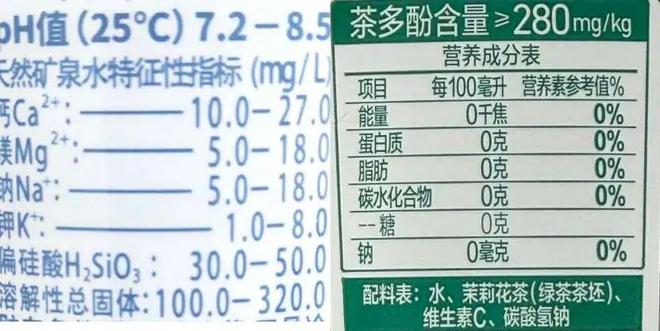 pH值(25℃) 7.2-8.5
天然矿泉水特征性指标 (mg/L)
钙Ca²⁺: 10.0-27.0
镁Mg²⁺: 5.0-18.0
钠Na⁺: 5.0-18.0
钾K⁺: 1.0-8.0
偏硅酸H₂SiO₃: 30.0-50.0
溶解性总固体:100.0-320.0
茶多酚含量≥280mg/kg
营养成分表
项目 每100毫升 营养素参考值%
能量 0千焦 0%
蛋白质 0克 0%
脂肪 0克 0%
碳水化合物 0克 0%
--糖 0克
钠 0毫克 0%
配料表: 水、茉莉花茶(绿茶茶坯)、
维生素C、碳酸氢钠